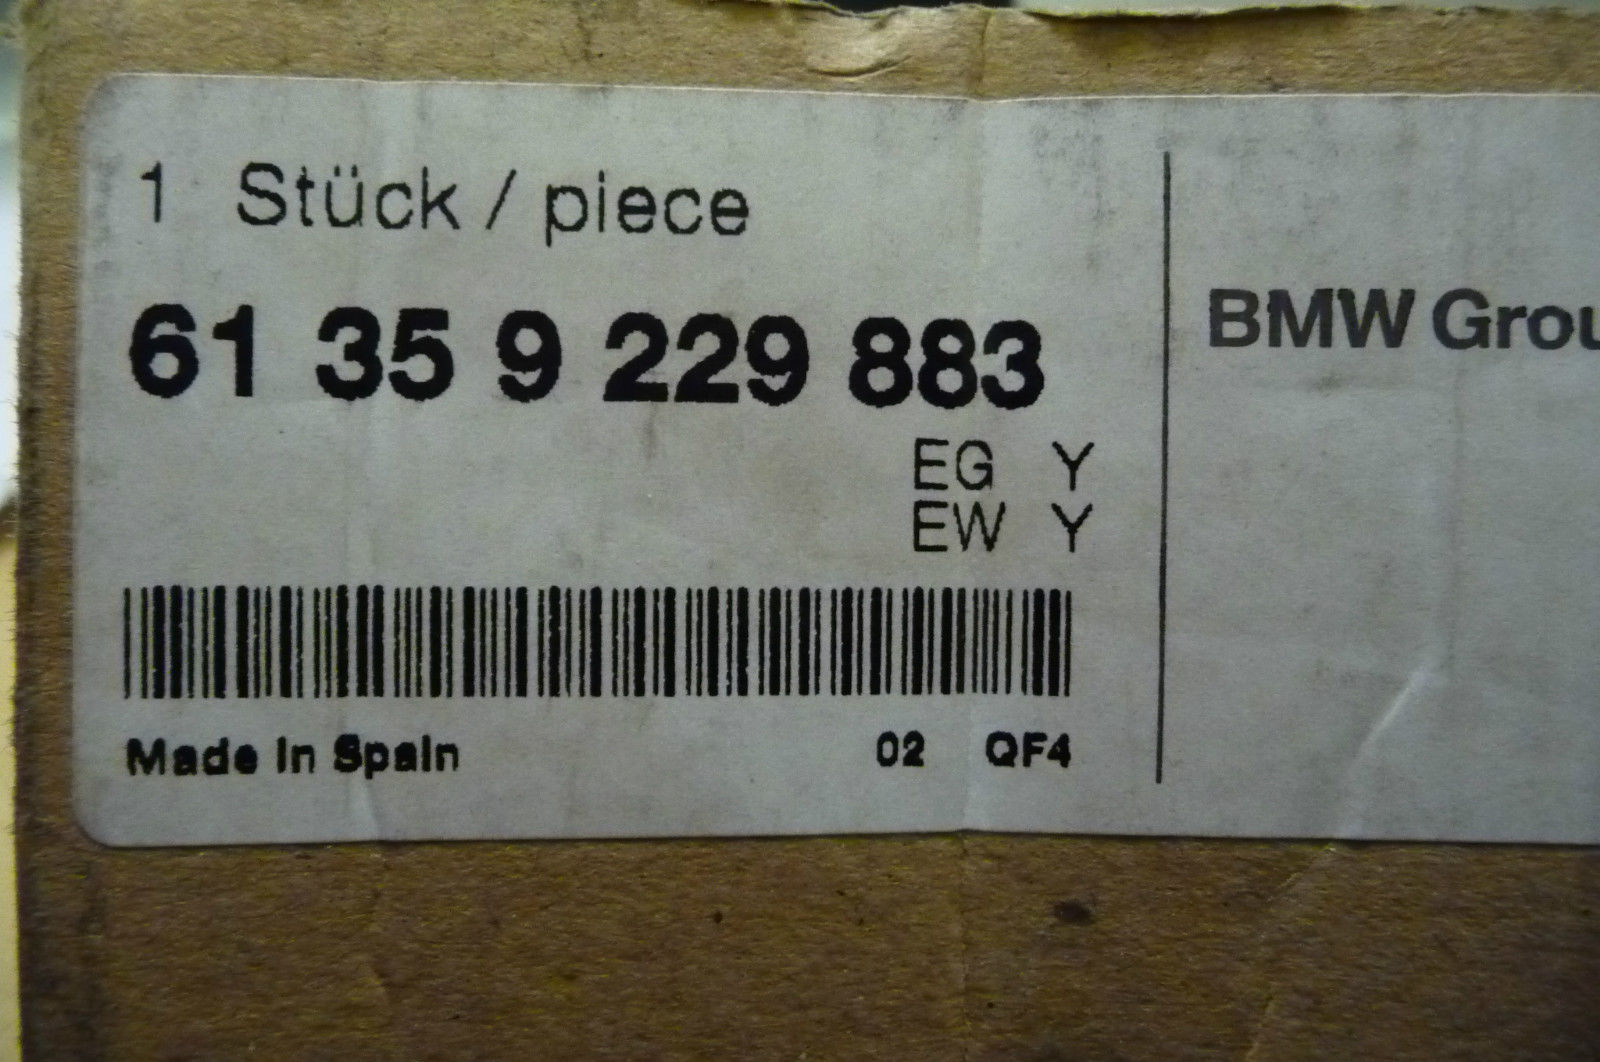 1 Stück / piece
61 35 9 229 883
EG Y
EW Y
Made in Spain 02 QF4
BMW Grou